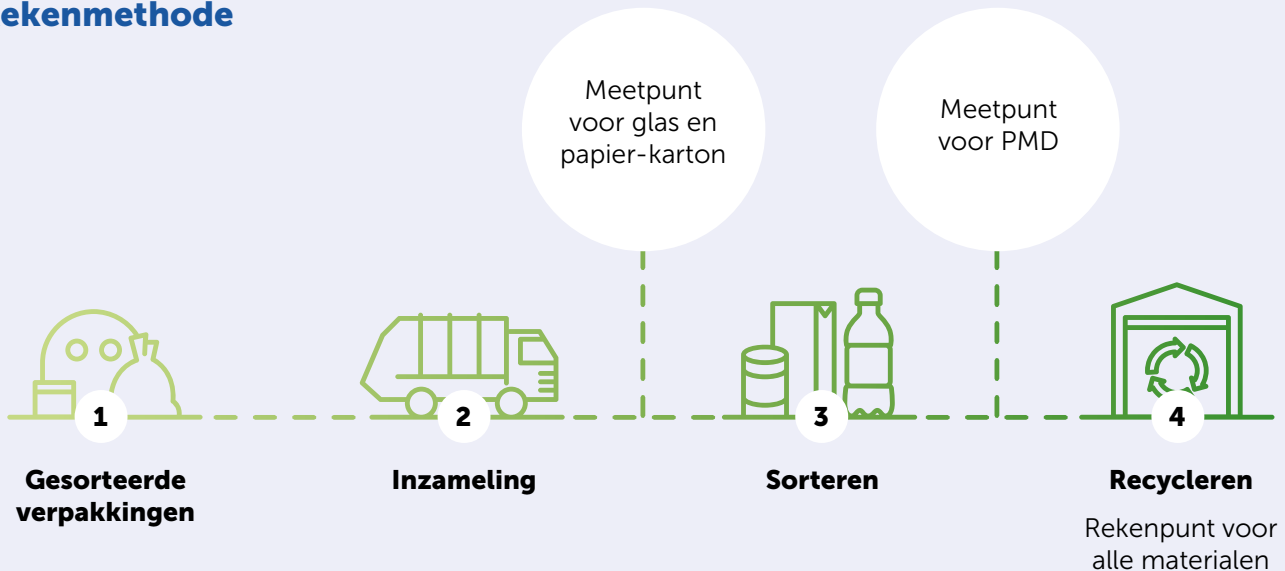 ekenmethode
Meetpunt
voor glas en
papier-karton
Meetpunt
voor PMD
1
2
3
4
Gesorteerde
verpakkingen
Inzameling
Sorteren
Recycleren
Rekenpunt voor
alle materialen